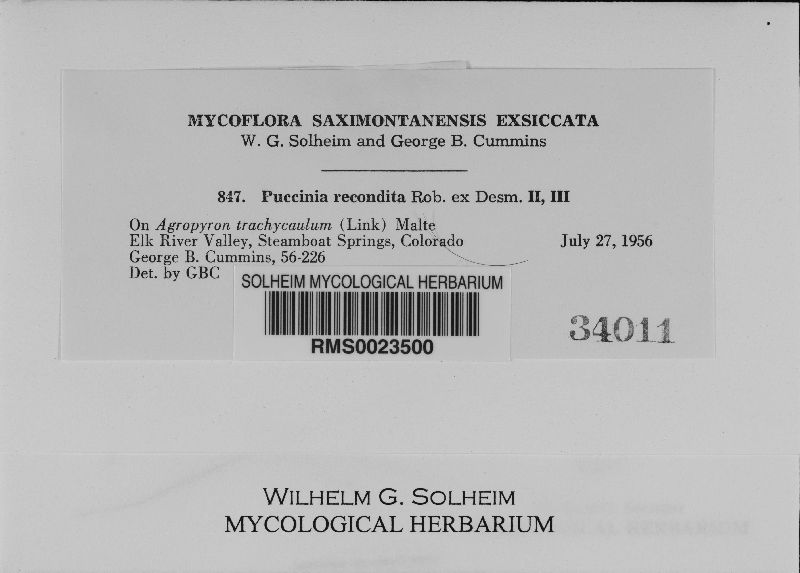 MYCOFLORA SAXIMONTANENSIS EXSICCATA
W. G. Solheim and George B. Cummins
847. Puccinia recondita Rob. ex Desm. II, III
On Agropyron trachycaulum (Link) Malte
Elk River Valley, Steamboat Springs, Colorado July 27, 1956
George B. Cummins, 56-226
Det. by GBC
SOLHEIM MYCOLOGICAL HERBARIUM
RMS0023500
34011
WILHELM G. SOLHEIM
MYCOLOGICAL HERBARIUM